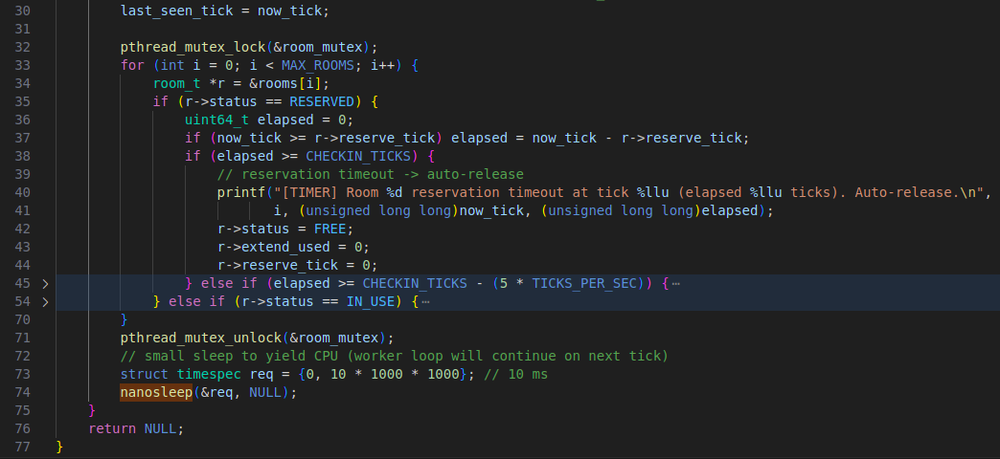 30 last_seen_tick = now_tick;
31
32 pthread_mutex_lock(&room_mutex);
33 for (int i = 0; i < MAX_ROOMS; i++) {
34 room_t *r = &rooms[i];
35 if (r->status == RESERVED) {
36 uint64_t elapsed = 0;
37 if (now_tick >= r->reserve_tick) elapsed = now_tick - r->reserve_tick;
38 if (elapsed >= CHECKIN_TICKS) {
39 // reservation timeout -> auto-release
40 printf("[TIMER] Room %d reservation timeout at tick %llu (elapsed %llu ticks). Auto-release.\n",
41 i, (unsigned long long)now_tick, (unsigned long long)elapsed);
42 r->status = FREE;
43 r->extend_used = 0;
44 r->reserve_tick = 0;
45 } else if (elapsed >= CHECKIN_TICKS - (5 * TICKS_PER_SEC)) {⋯
54 } else if (r->status == IN_USE) {⋯
70 }
71 pthread_mutex_unlock(&room_mutex);
72 // small sleep to yield CPU (worker loop will continue on next tick)
73 struct timespec req = {0, 10 * 1000 * 1000}; // 10 ms
74 nanosleep(&req, NULL);
75 }
76 return NULL;
77 }